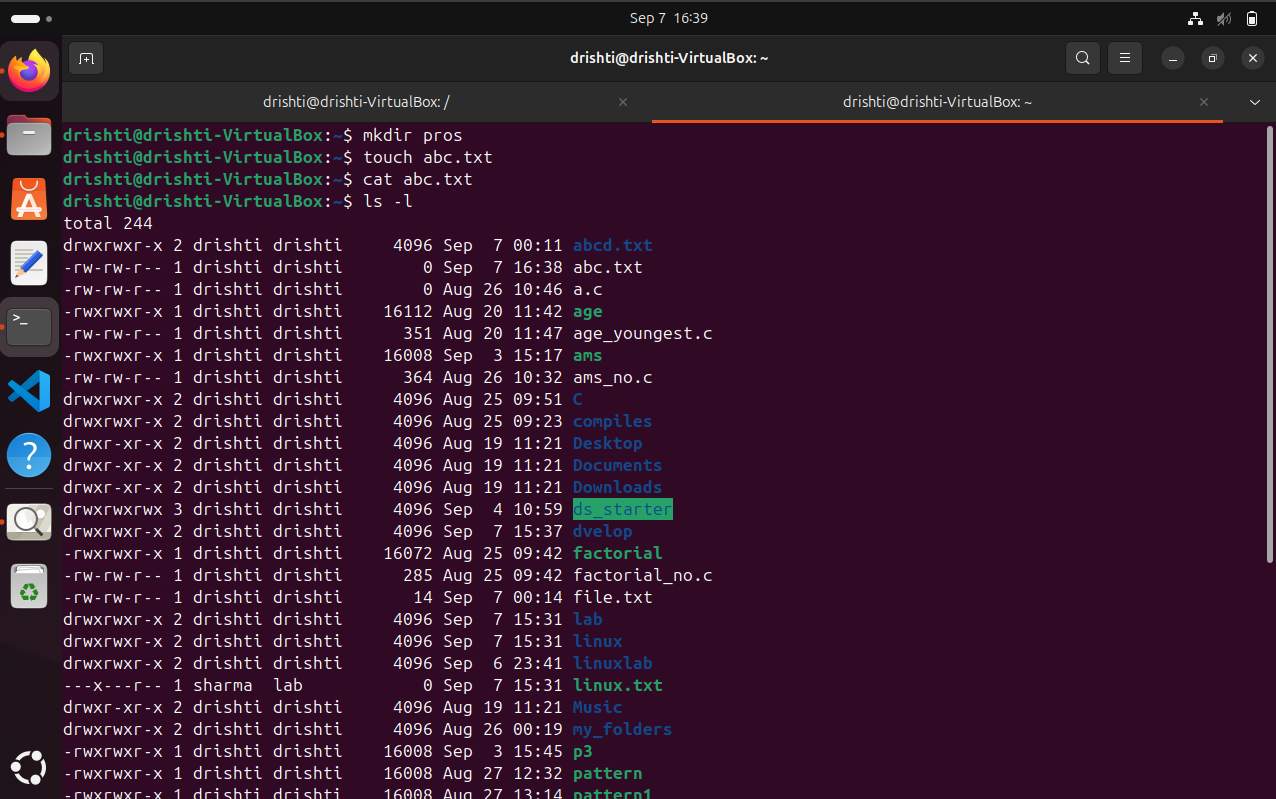 Sep 7 16:39
drishti@drishti-VirtualBox: ~
drishti@drishti-VirtualBox: /
drishti@drishti-VirtualBox: ~
drishti@drishti-VirtualBox:~$ mkdir pros
drishti@drishti-VirtualBox:~$ touch abc.txt
drishti@drishti-VirtualBox:~$ cat abc.txt
drishti@drishti-VirtualBox:~$ ls -l
total 244
drwxrwxr-x 2 drishti drishti     4096 Sep  7 00:11 abcd.txt
-rw-rw-r-- 1 drishti drishti        0 Sep  7 16:38 abc.txt
-rw-rw-r-- 1 drishti drishti        0 Aug 26 10:46 a.c
-rwxrwxr-x 1 drishti drishti    16112 Aug 20 11:42 age
-rw-rw-r-- 1 drishti drishti      351 Aug 20 11:47 age_youngest.c
-rwxrwxr-x 1 drishti drishti    16008 Sep  3 15:17 ams
-rw-rw-r-- 1 drishti drishti      364 Aug 26 10:32 ams_no.c
drwxrwxr-x 2 drishti drishti     4096 Aug 25 09:51 C
drwxrwxr-x 2 drishti drishti     4096 Aug 25 09:23 compiles
drwxr-xr-x 2 drishti drishti     4096 Aug 19 11:21 Desktop
drwxr-xr-x 2 drishti drishti     4096 Aug 19 11:21 Documents
drwxr-xr-x 2 drishti drishti     4096 Aug 19 11:21 Downloads
drwxrwxrwx 3 drishti drishti     4096 Sep  4 10:59 ds_starter
drwxrwxr-x 2 drishti drishti     4096 Sep  7 15:37 dvelop
-rwxrwxr-x 1 drishti drishti    16072 Aug 25 09:42 factorial
-rw-rw-r-- 1 drishti drishti      285 Aug 25 09:42 factorial_no.c
-rw-rw-r-- 1 drishti drishti       14 Sep  7 00:14 file.txt
drwxrwxr-x 2 drishti drishti     4096 Sep  7 15:31 lab
drwxrwxr-x 2 drishti drishti     4096 Sep  7 15:31 linux
drwxrwxr-x 2 drishti drishti     4096 Sep  6 23:41 linuxlab
---x---r-- 1 sharma  lab            0 Sep  7 15:31 linux.txt
drwxr-xr-x 2 drishti drishti     4096 Aug 19 11:21 Music
drwxrwxr-x 2 drishti drishti     4096 Aug 26 00:19 my_folders
-rwxrwxr-x 1 drishti drishti    16008 Sep  3 15:45 p3
-rwxrwxr-x 1 drishti drishti    16008 Aug 27 12:32 pattern
-rwxrwxr-x 1 drishti drishti    16008 Aug 27 13:14 pattern1